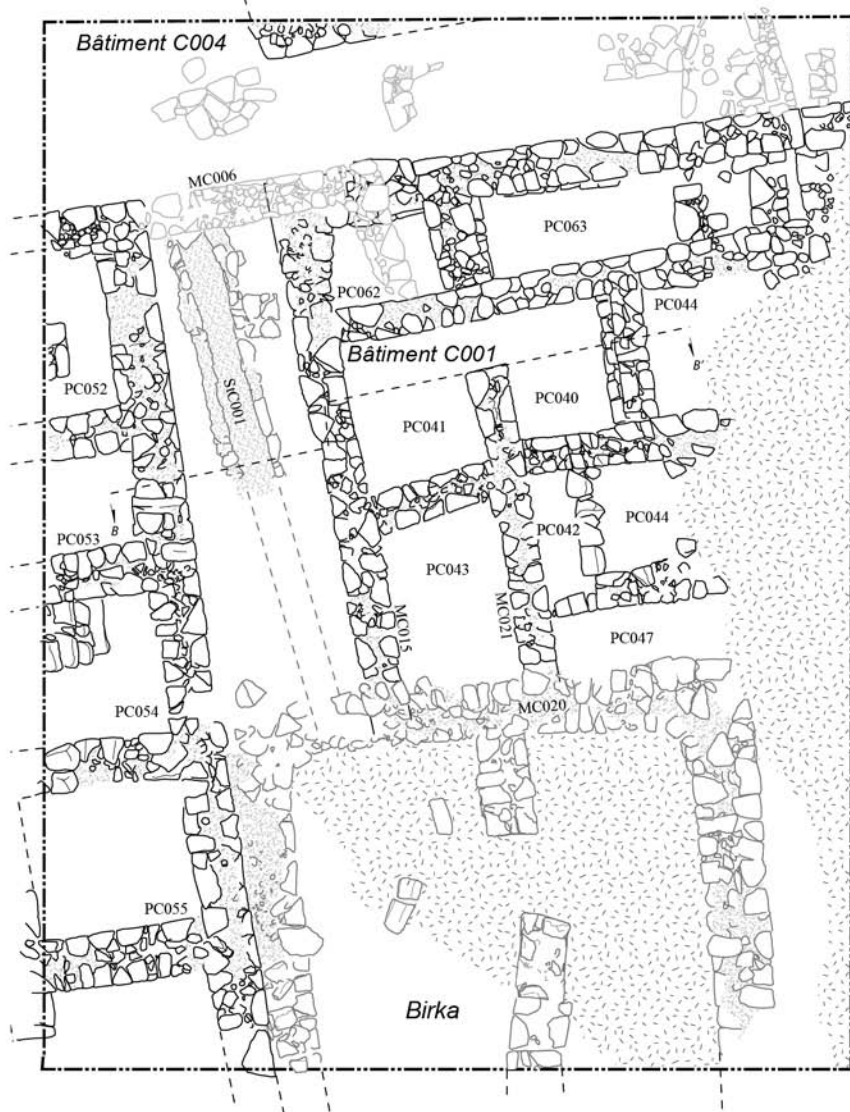 Bâtiment C004
MC006
PC063
PC062
PC044
Bâtiment C001
B'
PC052
StC001
PC041
PC040
B
PC053
PC042
PC044
PC043
MC015
MC021
PC047
PC054
MC020
PC055
Birka